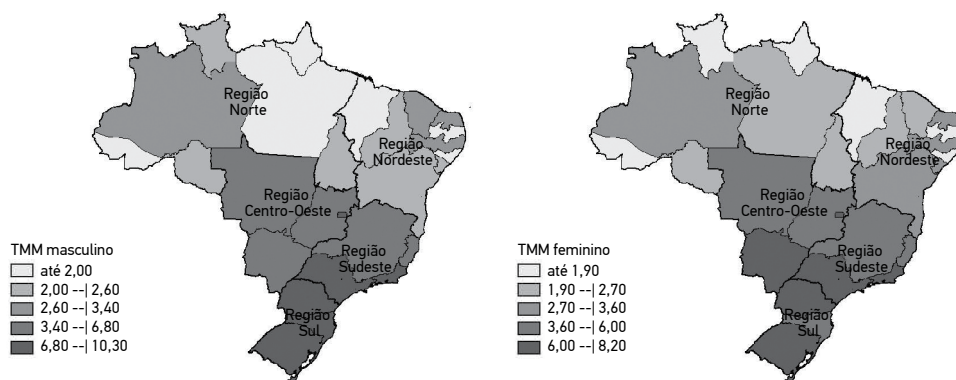 Região
Norte
Região
Nordeste
Região
Centro-Oeste
Região
Sudeste
Região
Sul
TMM masculino
até 2,00
2,00 --| 2,60
2,60 --| 3,40
3,40 --| 6,80
6,80 --| 10,30
Região
Norte
Região
Nordeste
Região
Centro-Oeste
Região
Sudeste
Região
Sul
TMM feminino
até 1,90
1,90 --| 2,70
2,70 --| 3,60
3,60 --| 6,00
6,00 --| 8,20